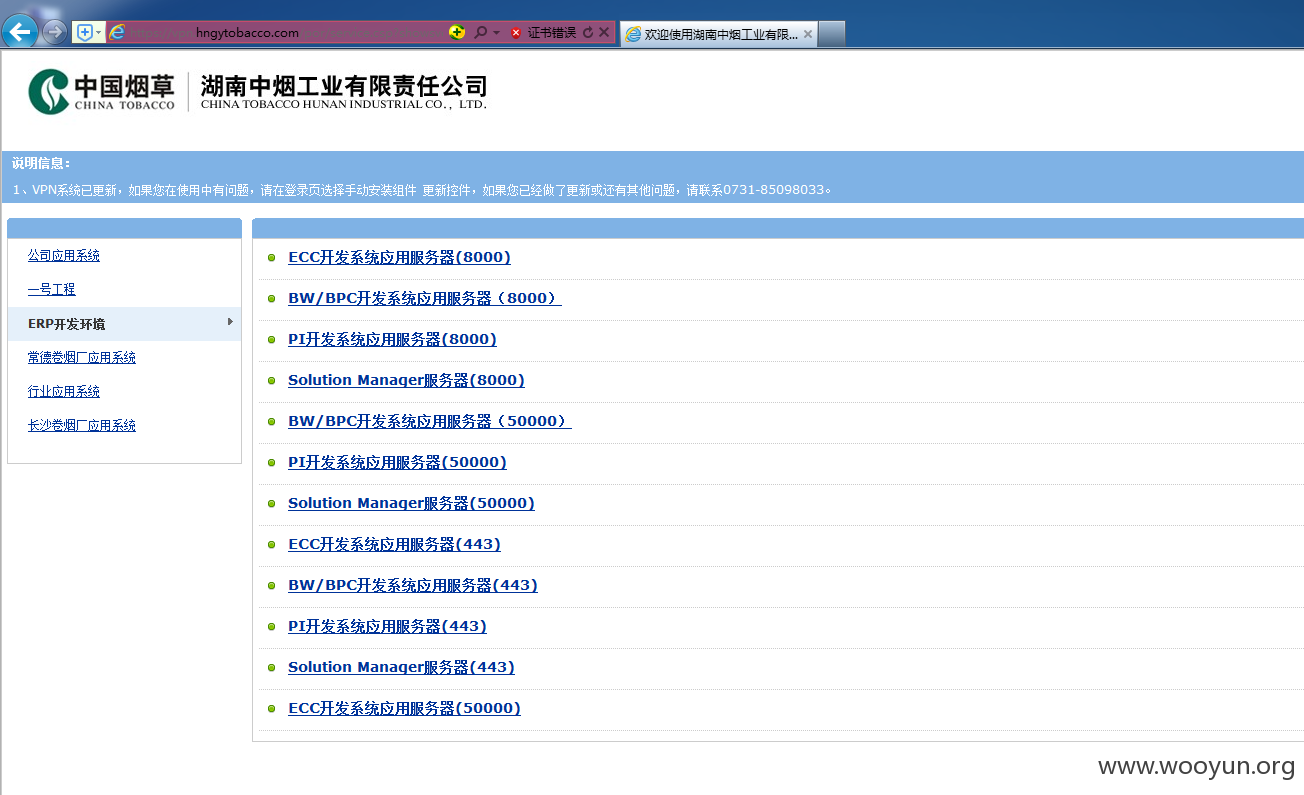 hngytobacco.com
证书错误
欢迎使用湖南中烟工业有限...
中国烟草
CHINA TOBACCO
湖南中烟工业有限责任公司
CHINA TOBACCO HUNAN INDUSTRIAL CO., LTD.
说明信息：
1、VPN系统已更新，如果您在使用中有问题，请在登录页选择手动安装组件 更新控件，如果您已经做了更新或还有其他问题，请联系0731-85098033。
公司应用系统
一号工程
ERP开发环境
常德卷烟厂应用系统
行业应用系统
长沙卷烟厂应用系统
ECC开发系统应用服务器(8000)
BW/BPC开发系统应用服务器（8000）
PI开发系统应用服务器(8000)
Solution Manager服务器(8000)
BW/BPC开发系统应用服务器（50000）
PI开发系统应用服务器(50000)
Solution Manager服务器(50000)
ECC开发系统应用服务器(443)
BW/BPC开发系统应用服务器(443)
PI开发系统应用服务器(443)
Solution Manager服务器(443)
ECC开发系统应用服务器(50000)
www.wooyun.org